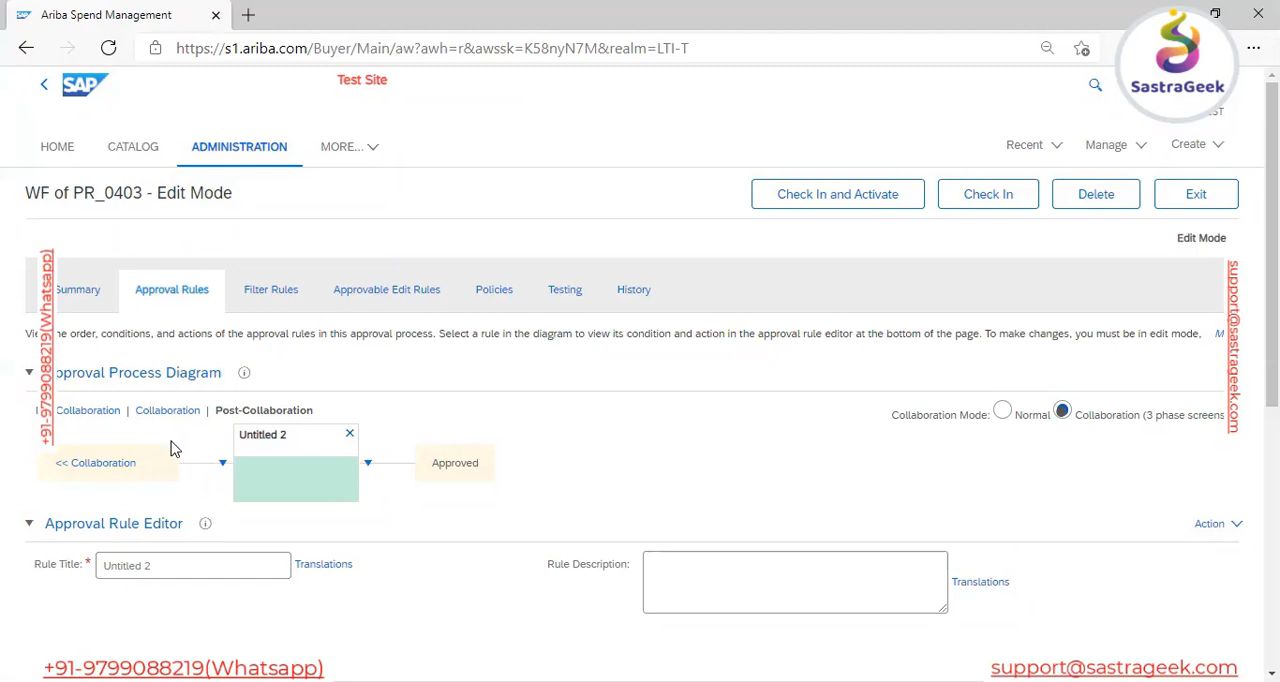 Ariba Spend Management
https://s1.ariba.com/Buyer/Main/aw?awh=r&awssk=K58nyN7M&realm=LTI-T
SAP
Test Site
SastraGeek
HOME
CATALOG
ADMINISTRATION
MORE...
Recent
Manage
Create
WF of PR_0403 - Edit Mode
Check In and Activate
Check In
Delete
Exit
Edit Mode
Summary
Approval Rules
Filter Rules
Approvable Edit Rules
Policies
Testing
History
the order, conditions, and actions of the approval rules in this approval process. Select a rule in the diagram to view its condition and action in the approval rule editor at the bottom of the page. To make changes, you must be in edit mode,
Approval Process Diagram
Collaboration | Collaboration | Post-Collaboration
Collaboration Mode: Normal Collaboration (3 phase screens
Untitled 2
<< Collaboration
Approved
Approval Rule Editor
Action
Rule Title: * Untitled 2 Translations
Rule Description: Translations
+91-9799088219(Whatsapp)
support@sastrageek.com
+91-9799088219(Whatsapp)
support@sastrageek.com